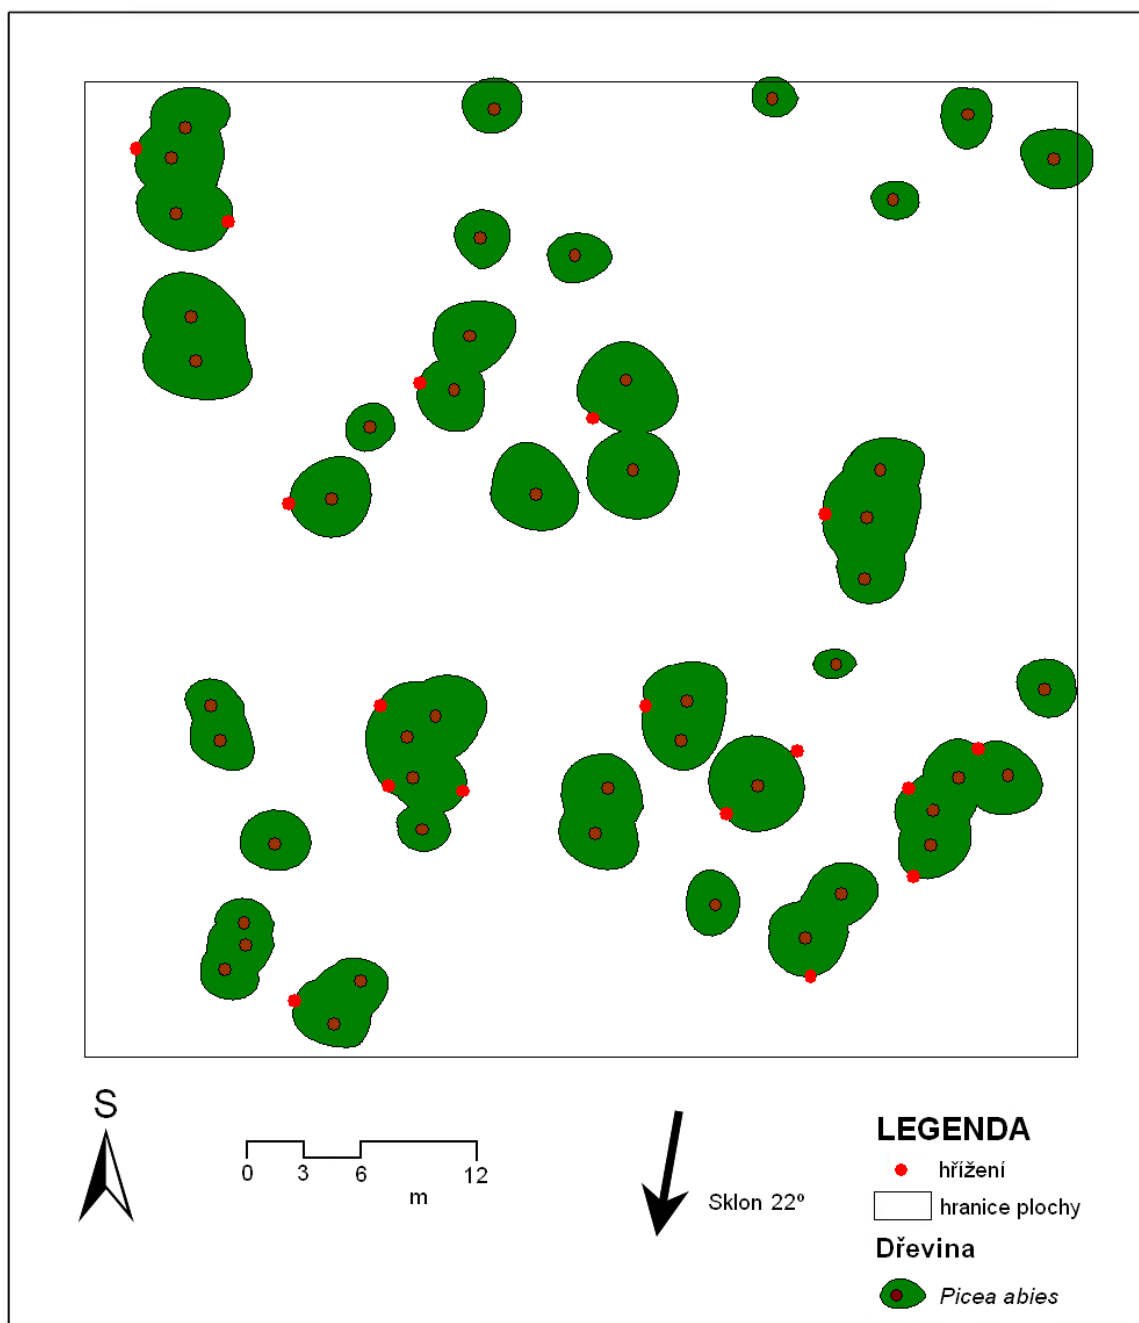 S
0 3 6 12
m
Sklon 22º
LEGENDA
hřížení
hranice plochy
Dřevina
Picea abies